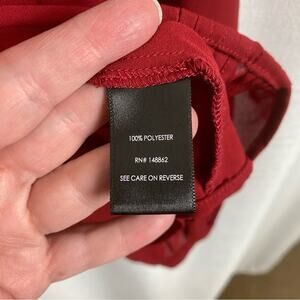 100% POLYESTER
RN# 148862
SEE CARE ON REVERSE